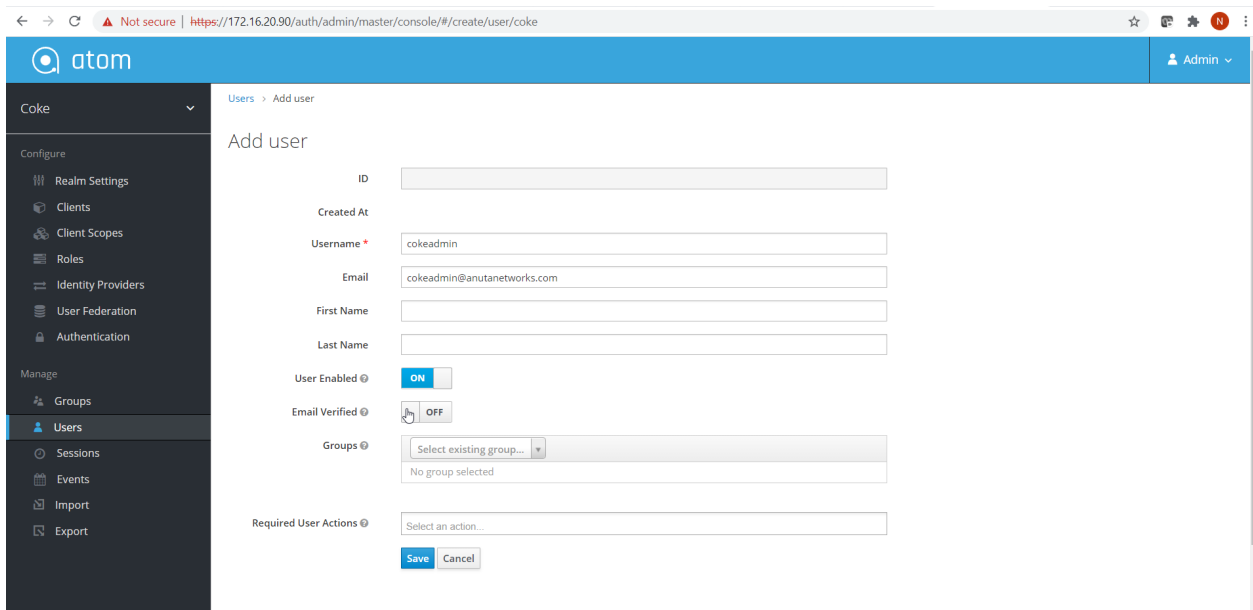 Not secure | https://172.16.20.90/auth/admin/master/console/#/create/user/coke
N
atom
Admin
Coke
Users > Add user
Configure
Add user
Realm Settings
ID
Clients
Created At
Client Scopes
Username * cokeadmin
Roles
Email cokeadmin@anutanetworks.com
Identity Providers
First Name
User Federation
Authentication
Last Name
Manage
User Enabled ON
Groups
Email Verified OFF
Users
Groups Select existing group...
Sessions
No group selected
Events
Import
Required User Actions Select an action...
Export
Save Cancel